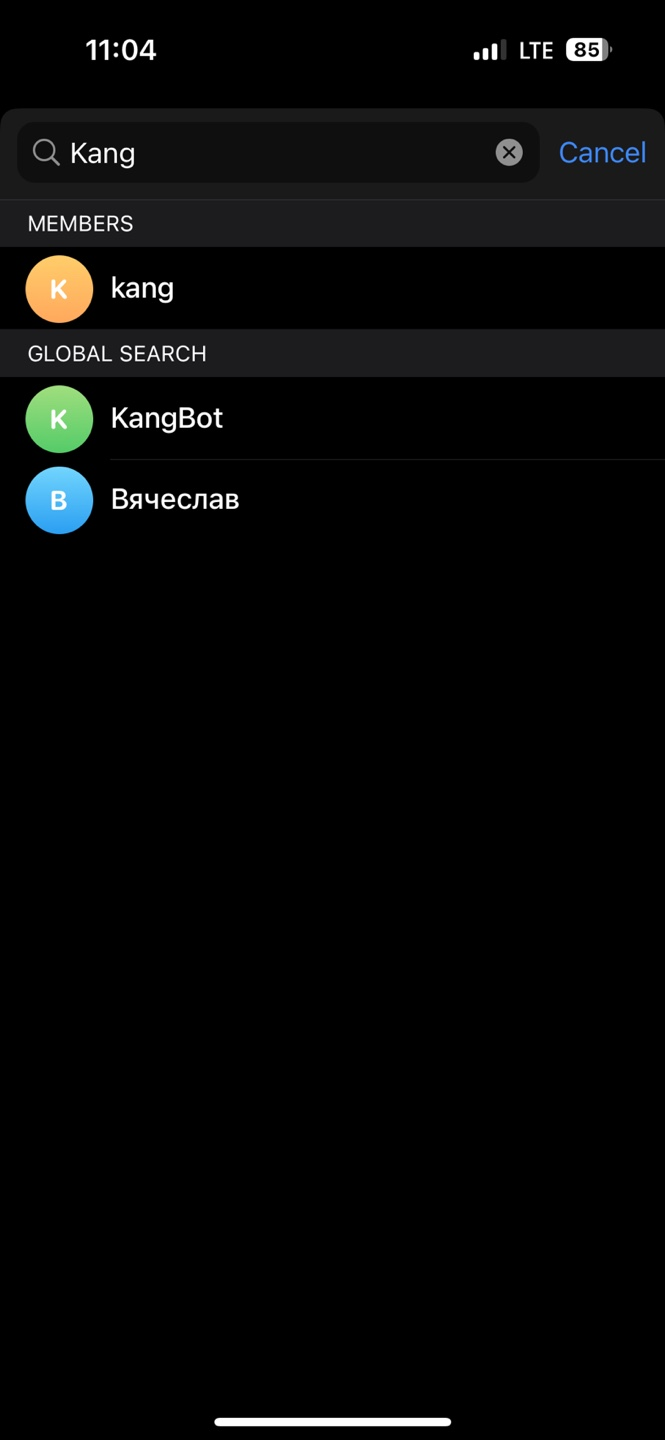 11:04 LTE 85
Kang Cancel
MEMBERS
K kang
GLOBAL SEARCH
K KangBot
В Вячеслав